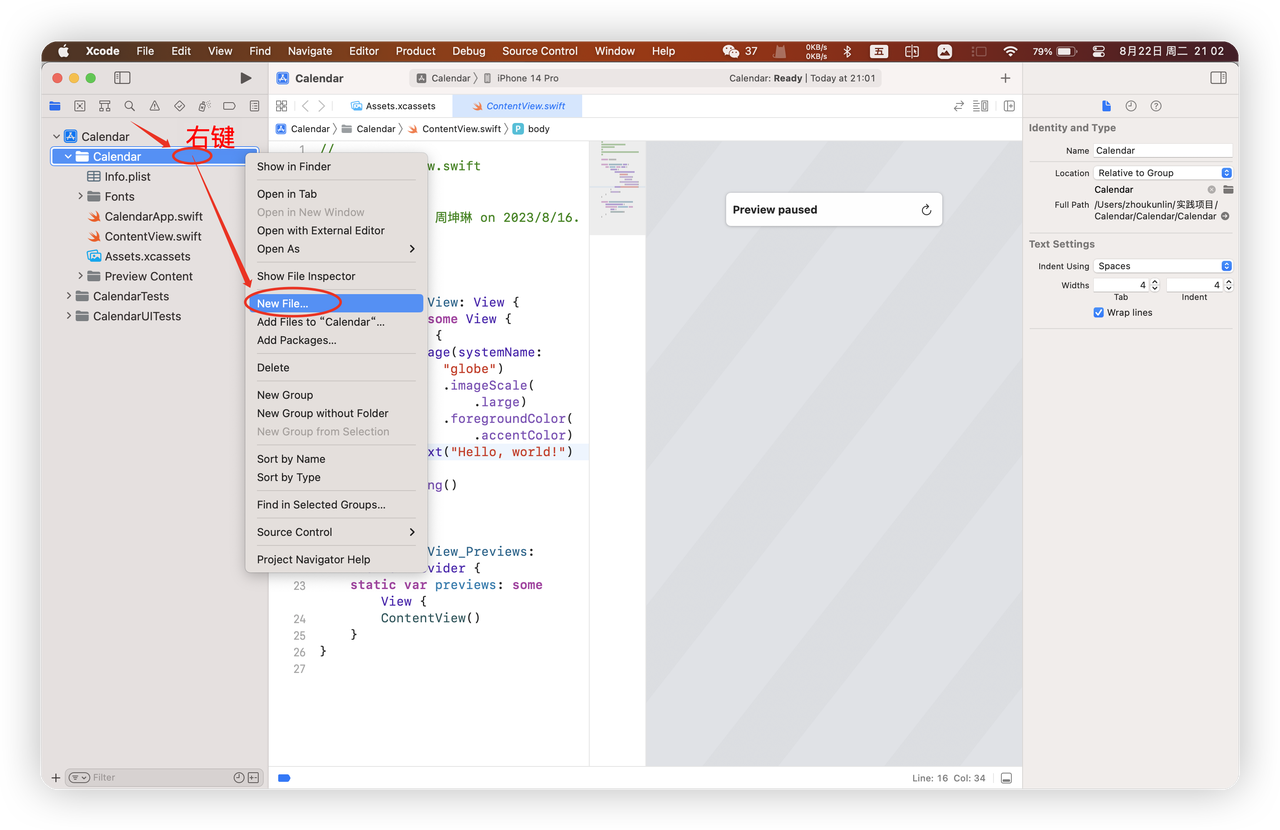 Xcode File Edit View Find Navigate Editor Product Debug Source Control Window Help 37 0KB/s 0KB/s 五 79% 8月22日 周二 21 02
Calendar Calendar 〉 iPhone 14 Pro Calendar: Ready | Today at 21:01
Assets.xcassets ContentView.swift
Calendar 〉 Calendar 〉 ContentView.swift 〉 P body
右键
Calendar
Calendar
Info.plist
Fonts
CalendarApp.swift
ContentView.swift
Assets.xcassets
Preview Content
CalendarTests
CalendarUITests
Filter
Show in Finder
Open in Tab
Open in New Window
Open with External Editor
Open As
Show File Inspector
New File...
Add Files to “Calendar”...
Add Packages...
Delete
New Group
New Group without Folder
New Group from Selection
Sort by Name
Sort by Type
Find in Selected Groups...
Source Control
Project Navigator Help
1 //
w.swift
周坤琳 on 2023/8/16.
View: View {
some View {
{
age(systemName:
"globe")
.imageScale(
.large)
.foregroundColor(
.accentColor)
xt("Hello, world!")
ng()
View_Previews:
vider {
23 static var previews: some
View {
24 ContentView()
25 }
26 }
27
Preview paused
Line: 16 Col: 34
Identity and Type
Name Calendar
Location Relative to Group
Calendar
Full Path /Users/zhoukunlin/实践项目/
Calendar/Calendar/Calendar
Text Settings
Indent Using Spaces
Widths 4 4
Tab Indent
Wrap lines